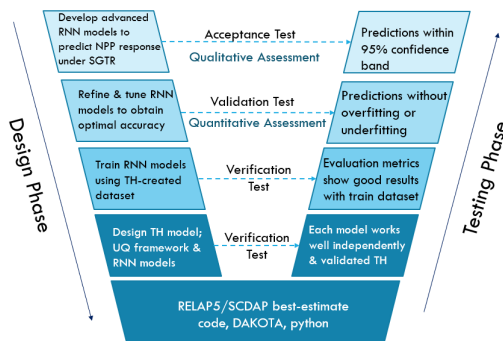 Develop advanced
RNN models to
predict NPP response
under SGTR
Acceptance Test
Qualitative Assessment
Predictions within
95% confidence
band
Refine & tune RNN
models to obtain
optimal accuracy
Validation Test
Quantitative Assessment
Predictions without
overfitting or
underfitting
Train RNN models
using TH-created
dataset
Verification
Test
Evaluation metrics
show good results
with train dataset
Design TH model;
UQ framework &
RNN models
Verification
Test
Each model works
well independently
& validated TH
RELAP5/SCDAP best-estimate
code, DAKOTA, python
Design Phase
Testing Phase